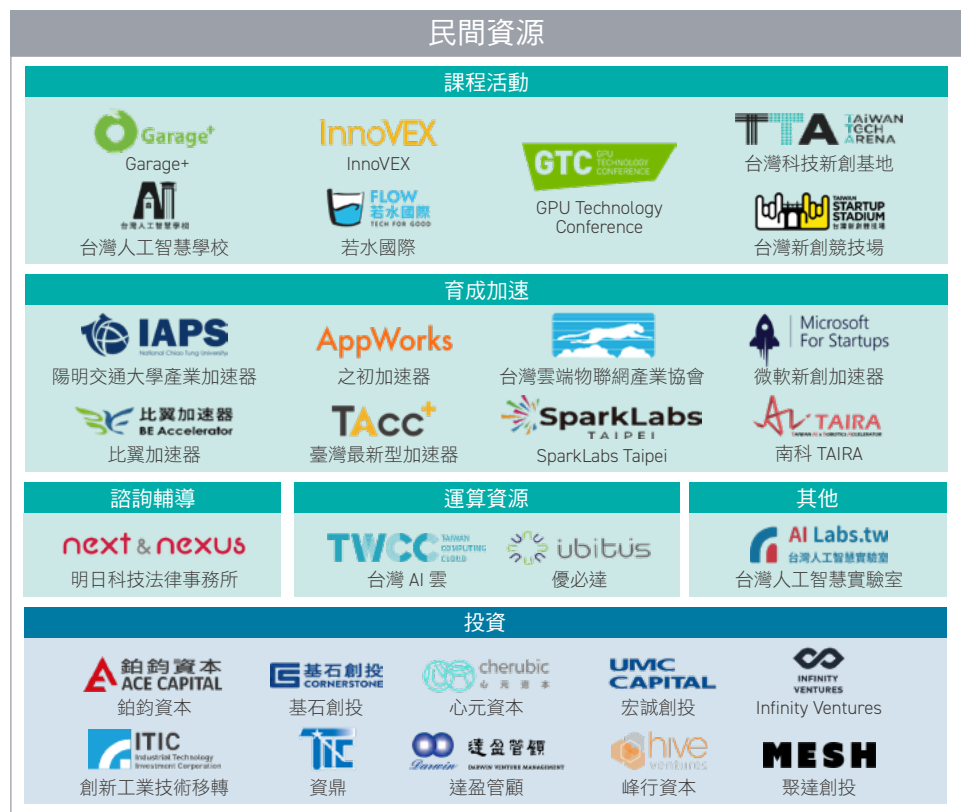 民間資源
課程活動
Garage+
Garage+
InnoVEX
InnoVEX
GTC GPU TECHNOLOGY CONFERENCE
GPU Technology
Conference
TTA TAIWAN TECH ARENA
台灣科技新創基地
台灣人工智慧學校
台灣人工智慧學校
FLOW
若水國際
TECH FOR GOOD
若水國際
TAIWAN
STARTUP
STADIUM
台灣新創競技場
台灣新創競技場
育成加速
IAPS
National Chiao Tung University
陽明交通大學產業加速器
AppWorks
之初加速器
台灣雲端物聯網產業協會
Microsoft
For Startups
微軟新創加速器
比翼加速器
BE Accelerator
比翼加速器
TAcc+
臺灣最新型加速器
SparkLabs
TAIPEI
SparkLabs Taipei
TAIRA
TAIWAN AI & ROBOTICS ACCELERATOR
南科 TAIRA
諮詢輔導
next & nexus
明日科技法律事務所
運算資源
TWCC TAIWAN COMPUTING CLOUD
台灣 AI 雲
ubitus
優必達
其他
AI Labs.tw
台灣人工智慧實驗室
台灣人工智慧實驗室
投資
鉑鈞資本
ACE CAPITAL
鉑鈞資本
基石創投
CORNERSTONE
基石創投
cherubic
心元資本
心元資本
UMC
CAPITAL
宏誠創投
INFINITY
VENTURES
Infinity Ventures
ITIC
Industrial Technology
Investment Corporation
創新工業技術移轉
資鼎
達盈管顧
Darwin DARWIN VENTURE MANAGEMENT
達盈管顧
hive
ventures
峰行資本
MESH
聚達創投